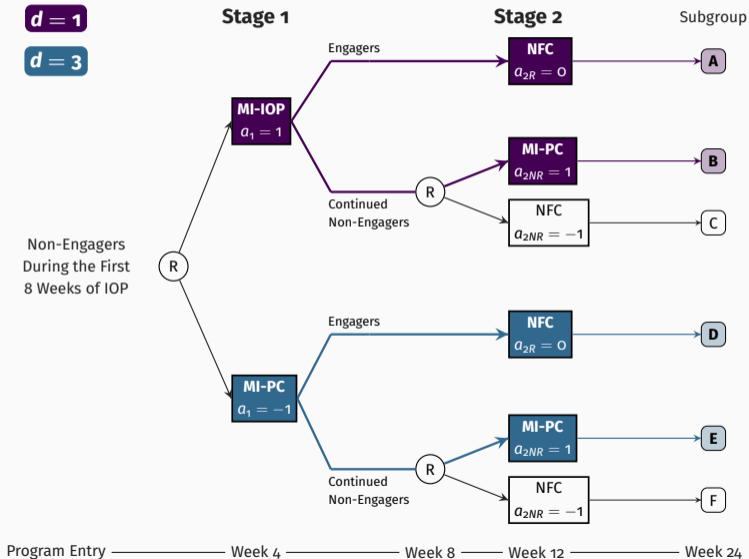 d = 1
Stage 1
Stage 2
Subgroup
d = 3
Engagers
NFC
a2R = 0
A
MI-IOP
a1 = 1
MI-PC
a2NR = 1
B
R
Continued
Non-Engagers
NFC
a2NR = −1
C
Non-Engagers
During the First
8 Weeks of IOP
R
Engagers
NFC
a2R = 0
D
MI-PC
a1 = −1
MI-PC
a2NR = 1
E
R
Continued
Non-Engagers
NFC
a2NR = −1
F
Program Entry
Week 4
Week 8
Week 12
Week 24